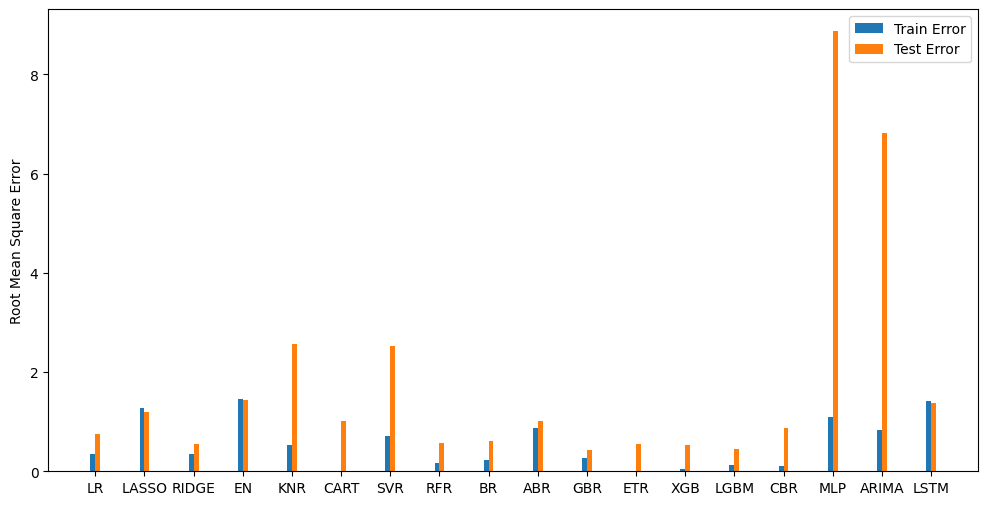 Train Error
Test Error
Root Mean Square Error
8
6
4
2
0
LR LASSO RIDGE EN KNR CART SVR RFR BR ABR GBR ETR XGB LGBM CBR MLP ARIMA LSTM